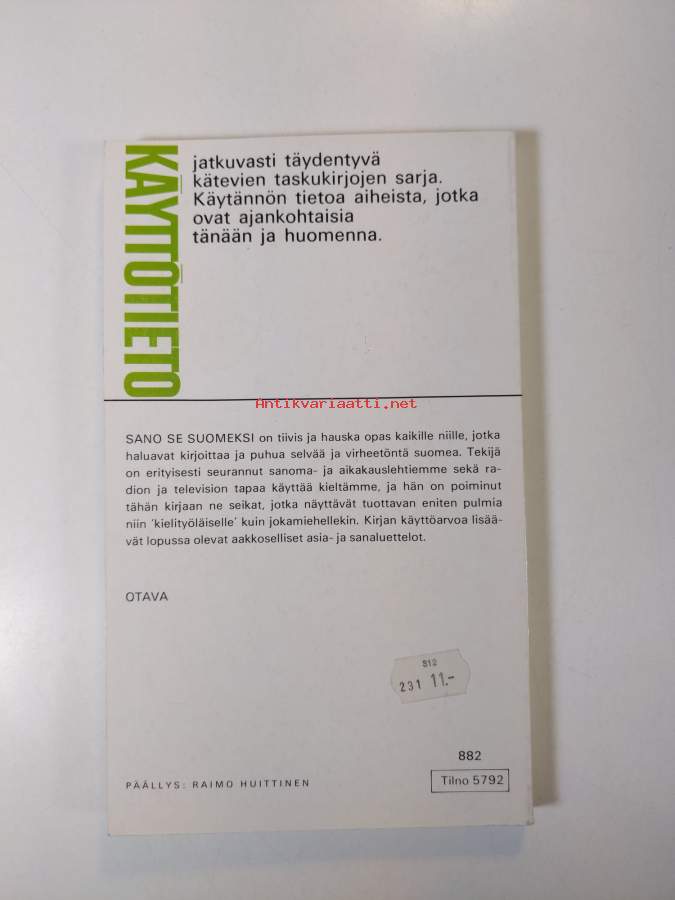 KÄYTTÖTIETO
jatkuvasti täydentyvä
kätevien taskukirjojen sarja.
Käytännön tietoa aiheista, jotka
ovat ajankohtaisia
tänään ja huomenna.
Antikvariaatti.net
SANO SE SUOMEKSI on tiivis ja hauska opas kaikille niille, jotka
haluavat kirjoittaa ja puhua selvää ja virheetöntä suomea. Tekijä
on erityisesti seurannut sanoma- ja aikakauslehtiemme sekä ra-
dion ja television tapaa käyttää kieltämme, ja hän on poiminut
tähän kirjaan ne seikat, jotka näyttävät tuottavan eniten pulmia
niin 'kielityöläiselle' kuin jokamiehellekin. Kirjan käyttöarvoa lisää-
vät lopussa olevat aakkoselliset asia- ja sanaluettelot.
OTAVA
812
231 11.-
882
PÄÄLLYS: RAIMO HUITTINEN
Tilno 5792